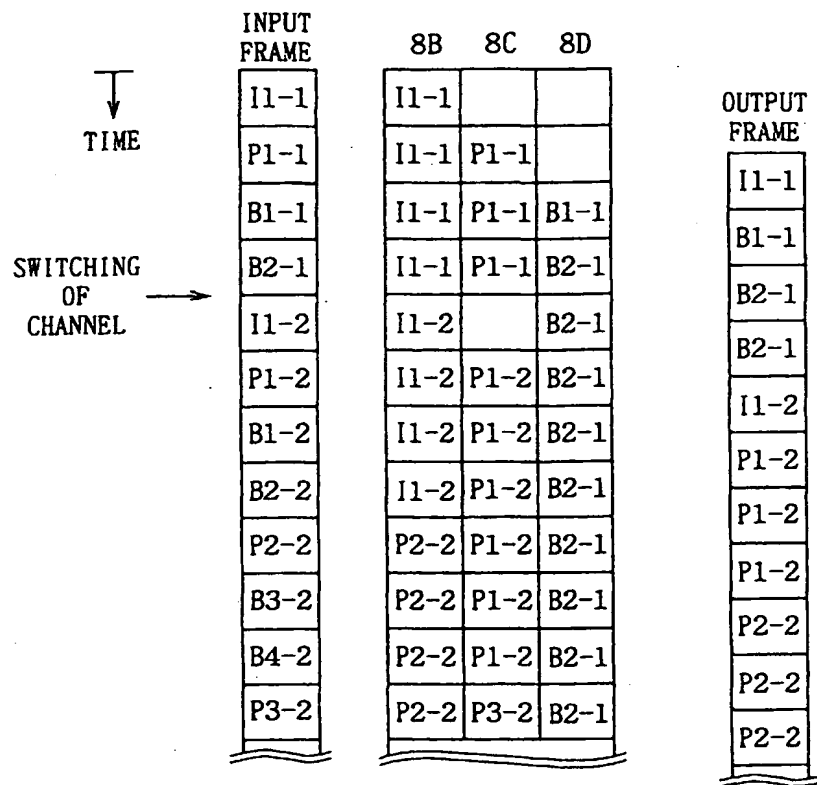 INPUT
FRAME
8B 8C 8D
TIME
OUTPUT
FRAME
SWITCHING
OF
CHANNEL
I1-1 I1-1
P1-1 I1-1 P1-1
B1-1 I1-1 P1-1 B1-1
B2-1 I1-1 P1-1 B2-1
I1-2 I1-2 B2-1
P1-2 I1-2 P1-2 B2-1
B1-2 I1-2 P1-2 B2-1
B2-2 I1-2 P1-2 B2-1
P2-2 P2-2 P1-2 B2-1
B3-2 P2-2 P1-2 B2-1
B4-2 P2-2 P1-2 B2-1
P3-2 P2-2 P3-2 B2-1
I1-1
B1-1
B2-1
B2-1
I1-2
P1-2
P1-2
P1-2
P2-2
P2-2
P2-2